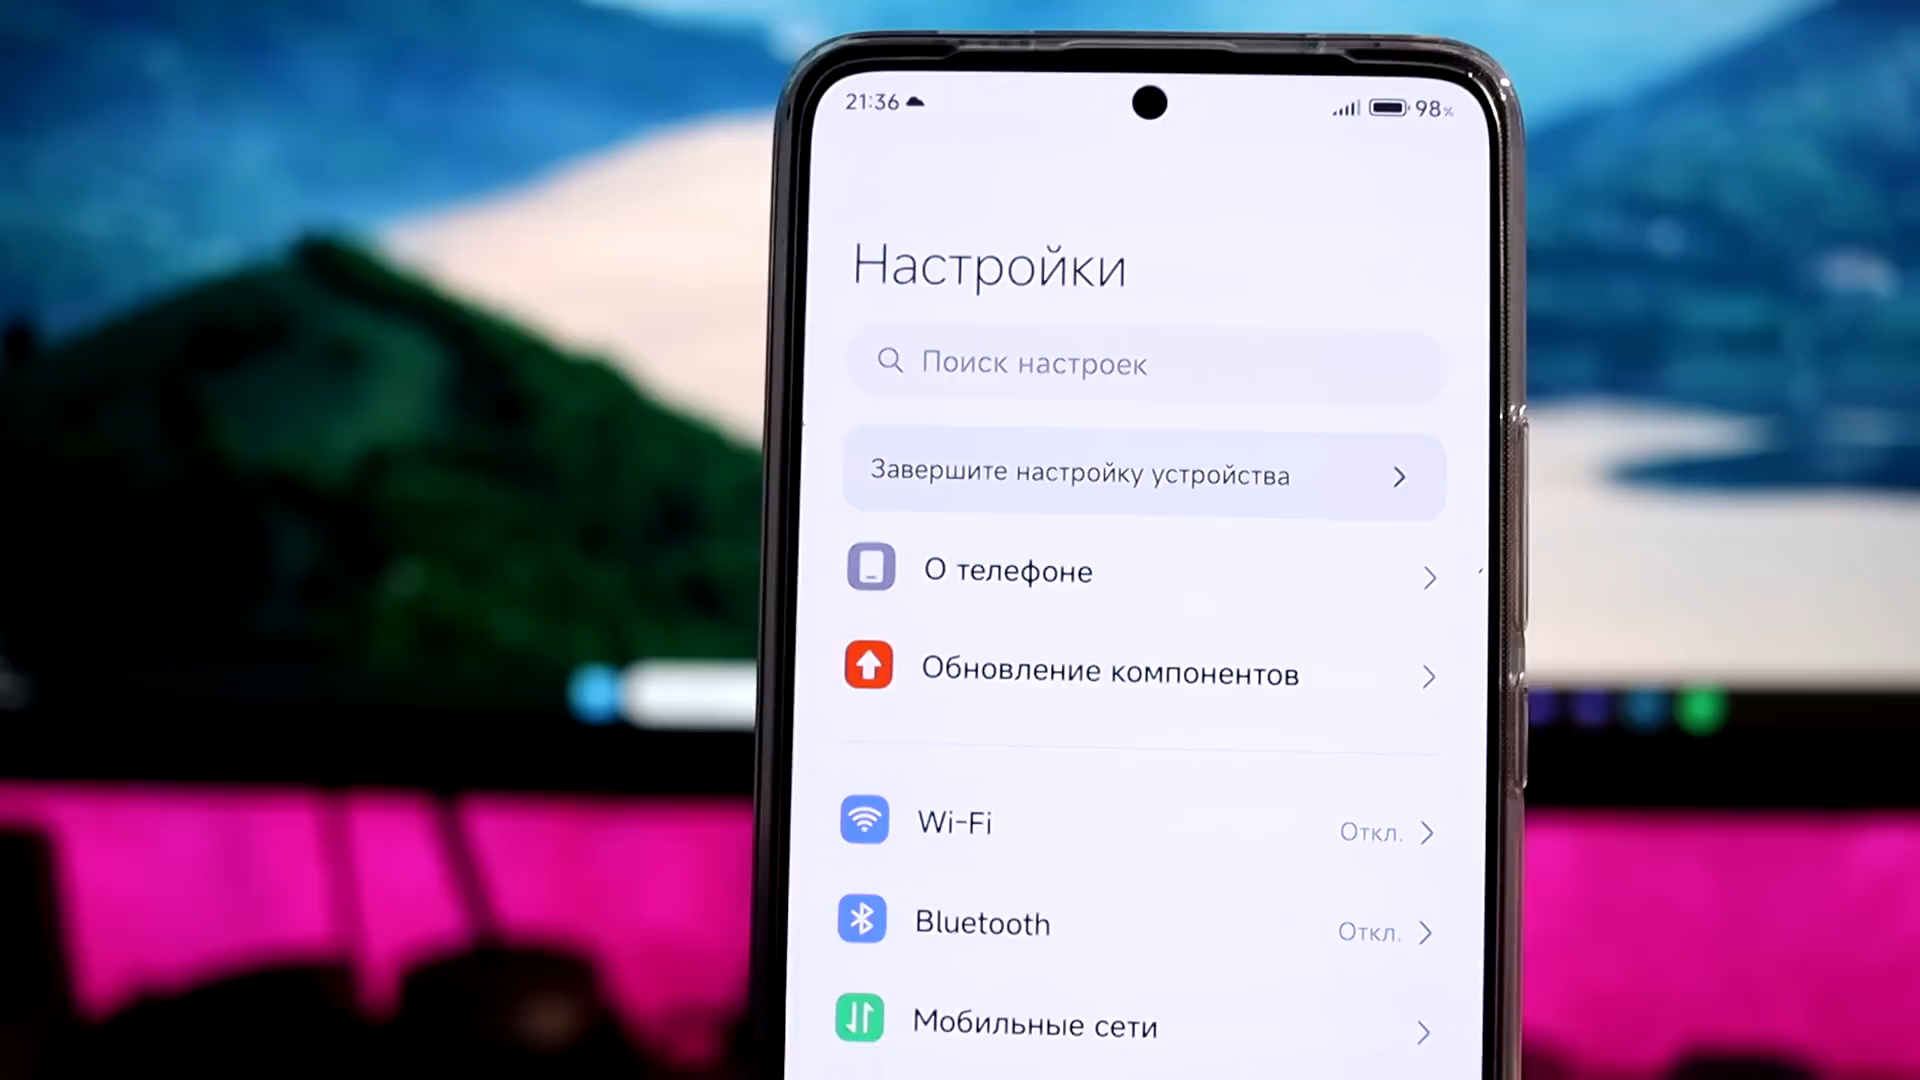 21:36 98%
Настройки
Поиск настроек
Завершите настройку устройства
О телефоне
Обновление компонентов
Wi-Fi Откл.
Bluetooth Откл.
Мобильные сети